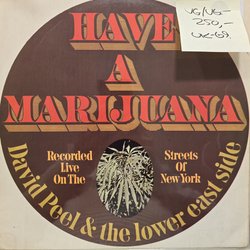 HAVE
A
MARIJUANA
Recorded Live On The
Streets Of New York
David Peel & the lower east side
VG/VG-
250,-
UK-69